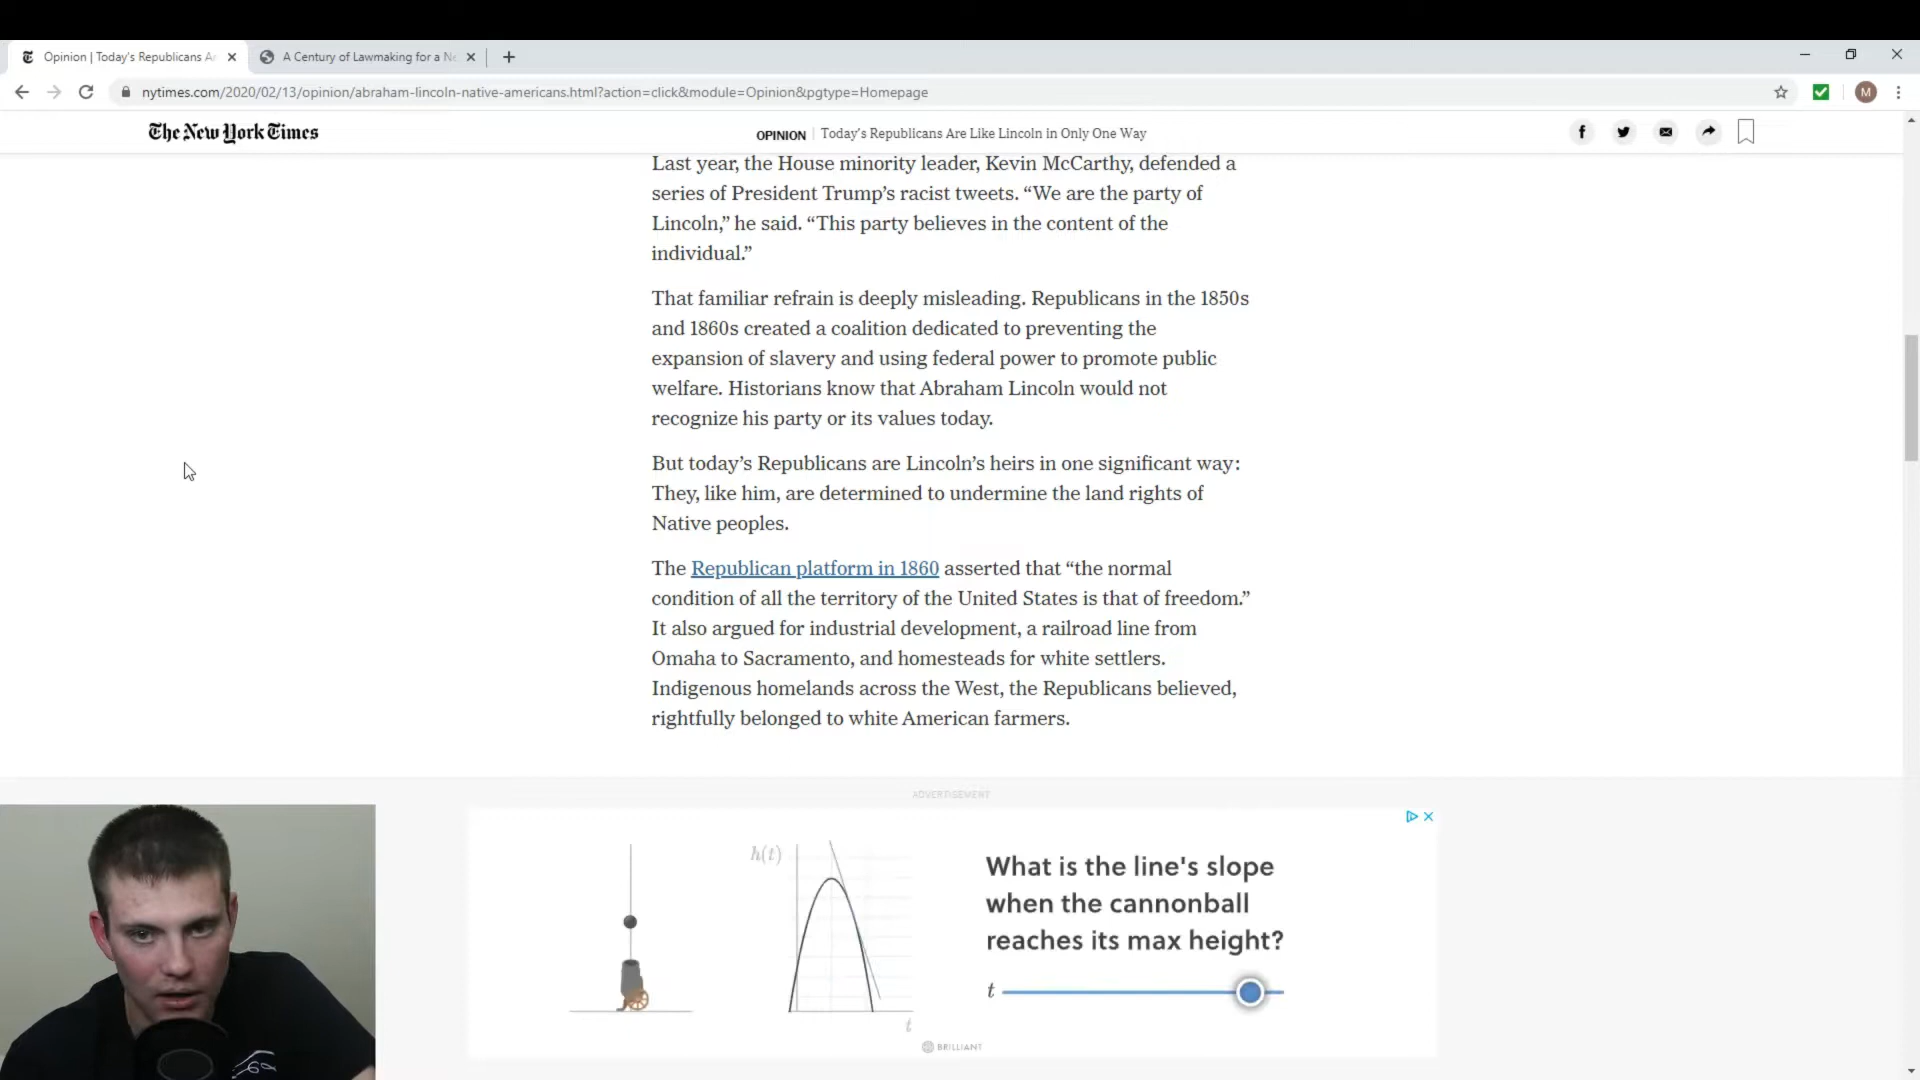 Opinion | Today's Republicans Ar
A Century of Lawmaking for a Ne
nytimes.com/2020/02/13/opinion/abraham-lincoln-native-americans.html?action=click&module=Opinion&pgtype=Homepage
M
The New York Times
OPINION | Today's Republicans Are Like Lincoln in Only One Way
Last year, the House minority leader, Kevin McCarthy, defended a
series of President Trump's racist tweets. “We are the party of
Lincoln,” he said. “This party believes in the content of the
individual.”
That familiar refrain is deeply misleading. Republicans in the 1850s
and 1860s created a coalition dedicated to preventing the
expansion of slavery and using federal power to promote public
welfare. Historians know that Abraham Lincoln would not
recognize his party or its values today.
But today's Republicans are Lincoln's heirs in one significant way:
They, like him, are determined to undermine the land rights of
Native peoples.
The Republican platform in 1860 asserted that “the normal
condition of all the territory of the United States is that of freedom.”
It also argued for industrial development, a railroad line from
Omaha to Sacramento, and homesteads for white settlers.
Indigenous homelands across the West, the Republicans believed,
rightfully belonged to white American farmers.
ADVERTISEMENT
h(t)
t
What is the line's slope
when the cannonball
reaches its max height?
t
BRILLIANT